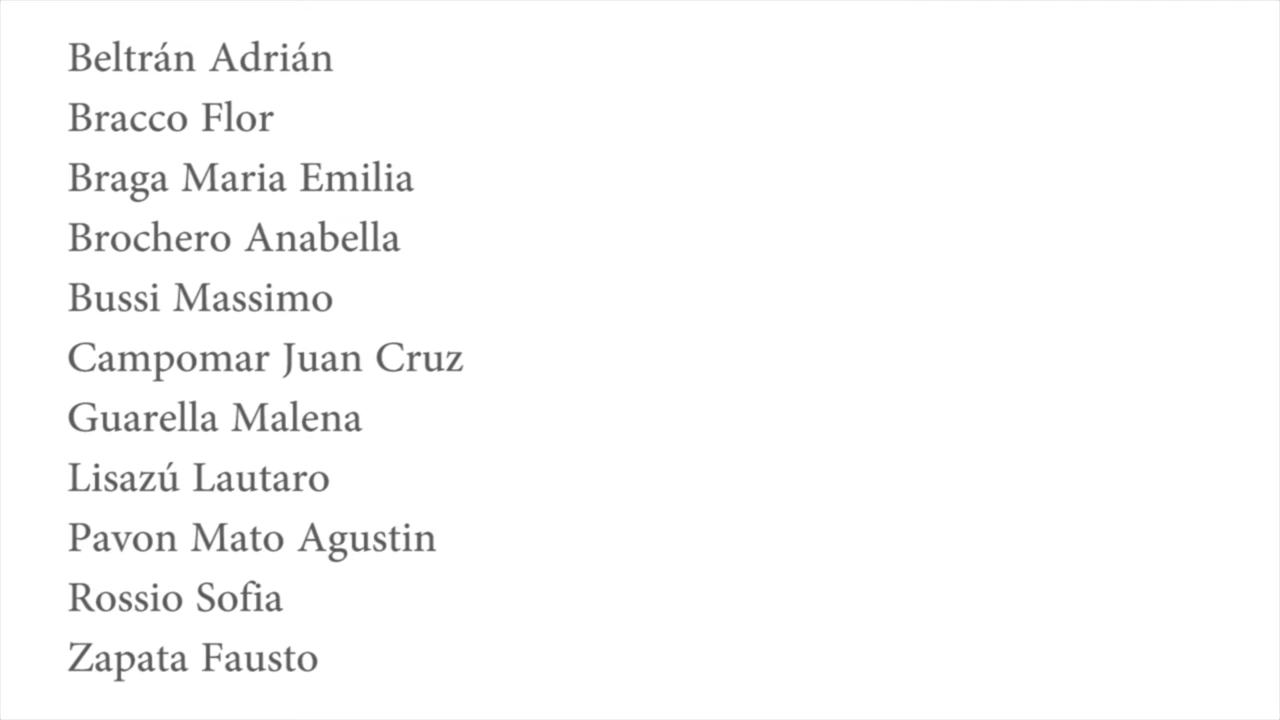 Beltrán Adrián
Bracco Flor
Braga Maria Emilia
Brochero Anabella
Bussi Massimo
Campomar Juan Cruz
Guarella Malena
Lisazú Lautaro
Pavon Mato Agustin
Rossio Sofia
Zapata Fausto